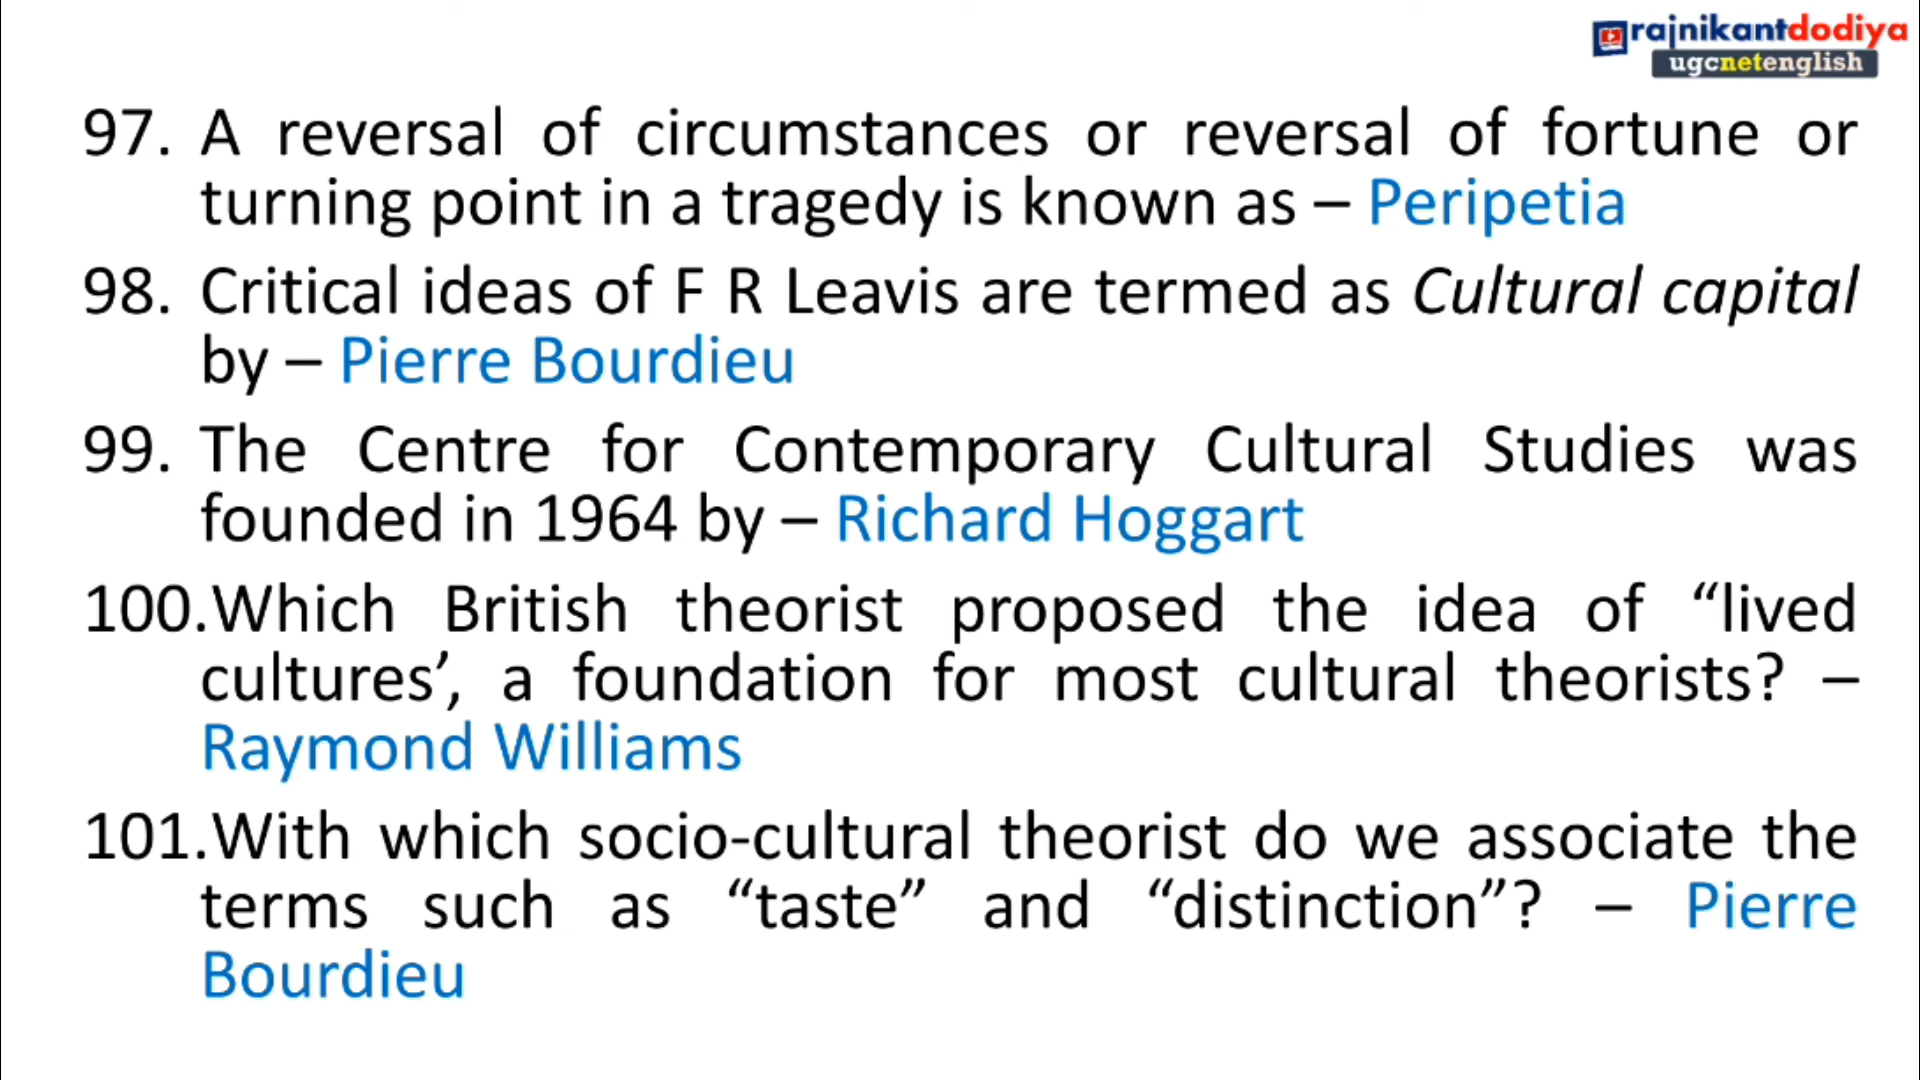 rajnikantdodiya
ugcnetenglish
97. A reversal of circumstances or reversal of fortune or
turning point in a tragedy is known as – Peripetia
98. Critical ideas of F R Leavis are termed as Cultural capital
by – Pierre Bourdieu
99. The Centre for Contemporary Cultural Studies was
founded in 1964 by – Richard Hoggart
100.Which British theorist proposed the idea of “lived
cultures’, a foundation for most cultural theorists? –
Raymond Williams
101.With which socio-cultural theorist do we associate the
terms such as “taste” and “distinction”? – Pierre
Bourdieu